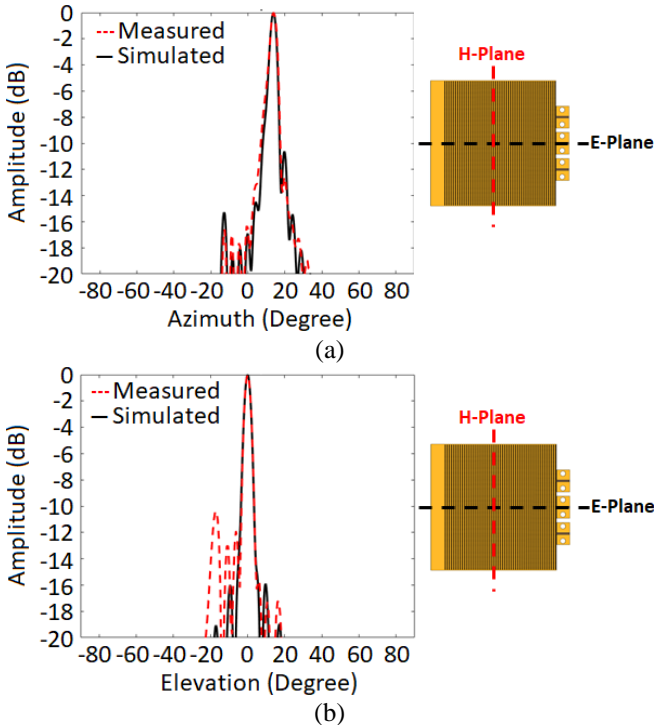 0
-2
-4
-6
-8
-10
-12
-14
-16
-18
-20
Amplitude (dB)
Measured
Simulated
-80 -60 -40 -20 0 20 40 60 80
Azimuth (Degree)
H-Plane
E-Plane
(a)
0
-2
-4
-6
-8
-10
-12
-14
-16
-18
-20
Amplitude (dB)
Measured
Simulated
-80 -60 -40 -20 0 20 40 60 80
Elevation (Degree)
H-Plane
E-Plane
(b)